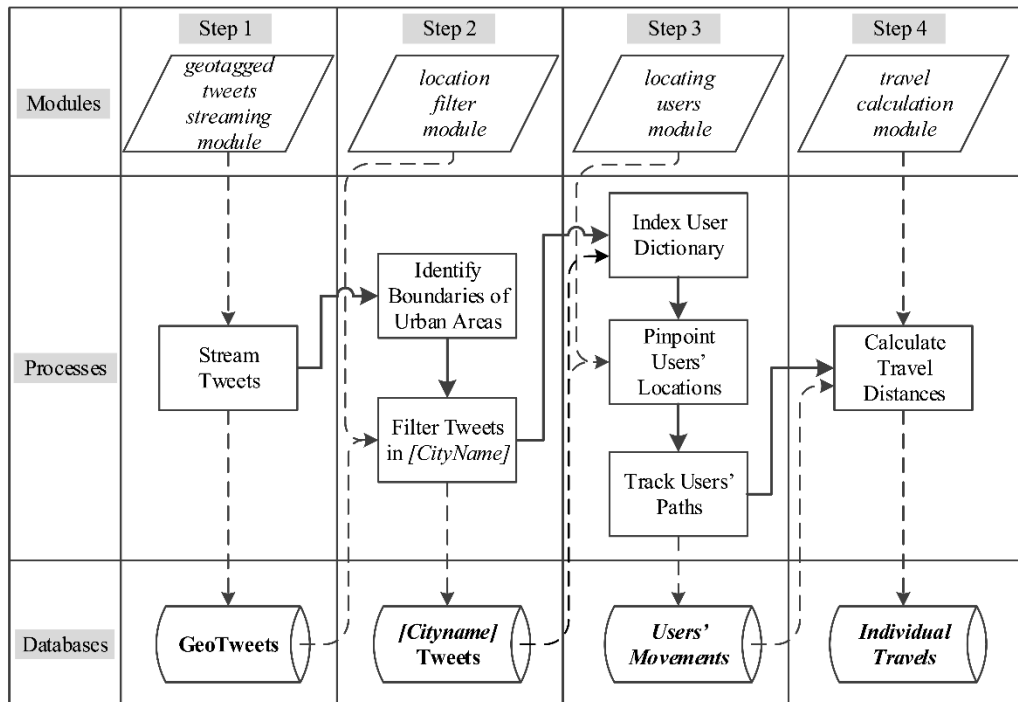 Step 1
Step 2
Step 3
Step 4
Modules
geotagged
tweets
streaming
module
location
filter
module
locating
users
module
travel
calculation
module
Processes
Stream
Tweets
Identify
Boundaries of
Urban Areas
Filter Tweets
in [CityName]
Index User
Dictionary
Pinpoint
Users'
Locations
Track Users'
Paths
Calculate
Travel
Distances
Databases
GeoTweets
[Cityname]
Tweets
Users'
Movements
Individual
Travels